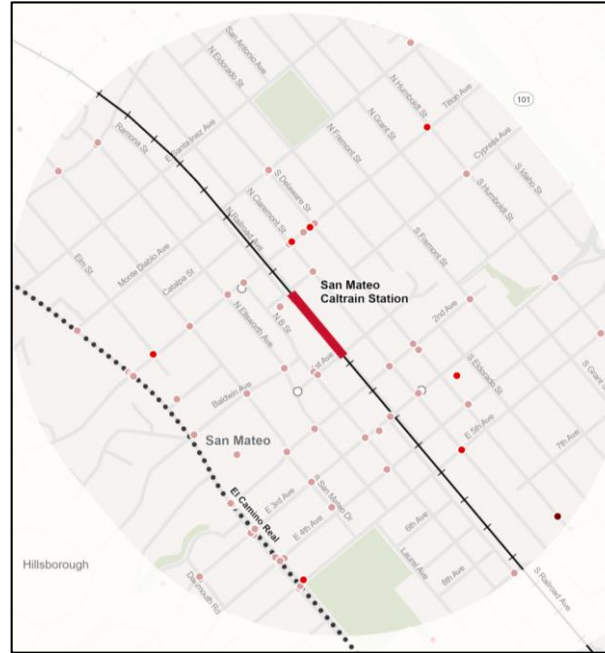 San Antonio Ave
N Eldorado St
N Humboldt St
Tilton Ave
101
N Grant St
Cypress Ave
Ramona St
E Santa Inez Ave
N Fremont St
S Idaho St
S Delaware St
S Humboldt St
N Claremont St
N Railroad Ave
S Fremont St
Monte Diablo Ave
Elm St
Catalpa St
San Mateo
Caltrain Station
2nd Ave
N B St
N Ellsworth Ave
1st Ave
S Eldorado St
S Grant St
Baldwin Ave
San Mateo
E 5th Ave
7th Ave
El Camino Real
E 3rd Ave
San Mateo Dr
E 4th Ave
6th Ave
Laurel Ave
8th Ave
Hillsborough
Dartmouth Rd
S Railroad Ave